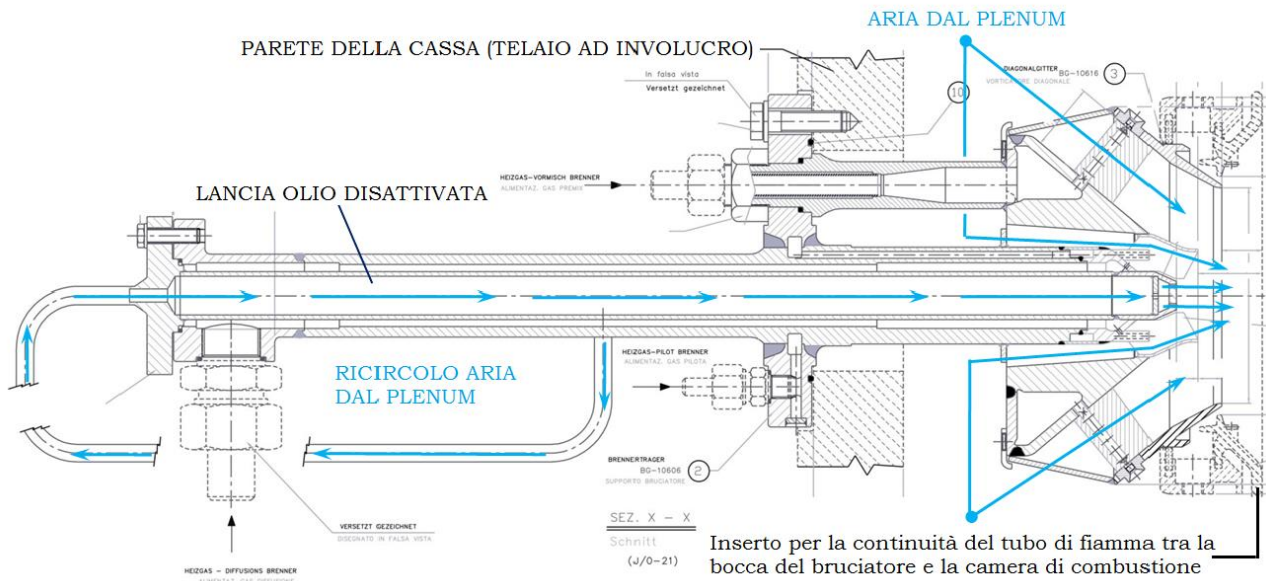 ARIA DAL PLENUM
PARETE DELLA CASSA (TELAIO AD INVOLUCRO)
In falsa vista
Versetzt gezeichnet
DIAGONALGITTER
VORTICATORE DIAGONALE
BG-10616
3
10
HEIZGAS-VORMISCH BRENNER
ALIMENTAZ. GAS PREMIX
LANCIA OLIO DISATTIVATA
HEIZGAS-PILOT BRENNER
ALIMENTAZ. GAS PILOTA
RICIRCOLO ARIA
DAL PLENUM
BRENNERTRAGER
BG-10606
SUPPORTO BRUCIATORE
2
VERSETZT GEZEICHNET
DISEGNATO IN FALSA VISTA
SEZ. X - X
Schnitt
(J/0-21)
Inserto per la continuità del tubo di fiamma tra la
bocca del bruciatore e la camera di combustione
HEIZGAS - DIFFUSIONS BRENNER